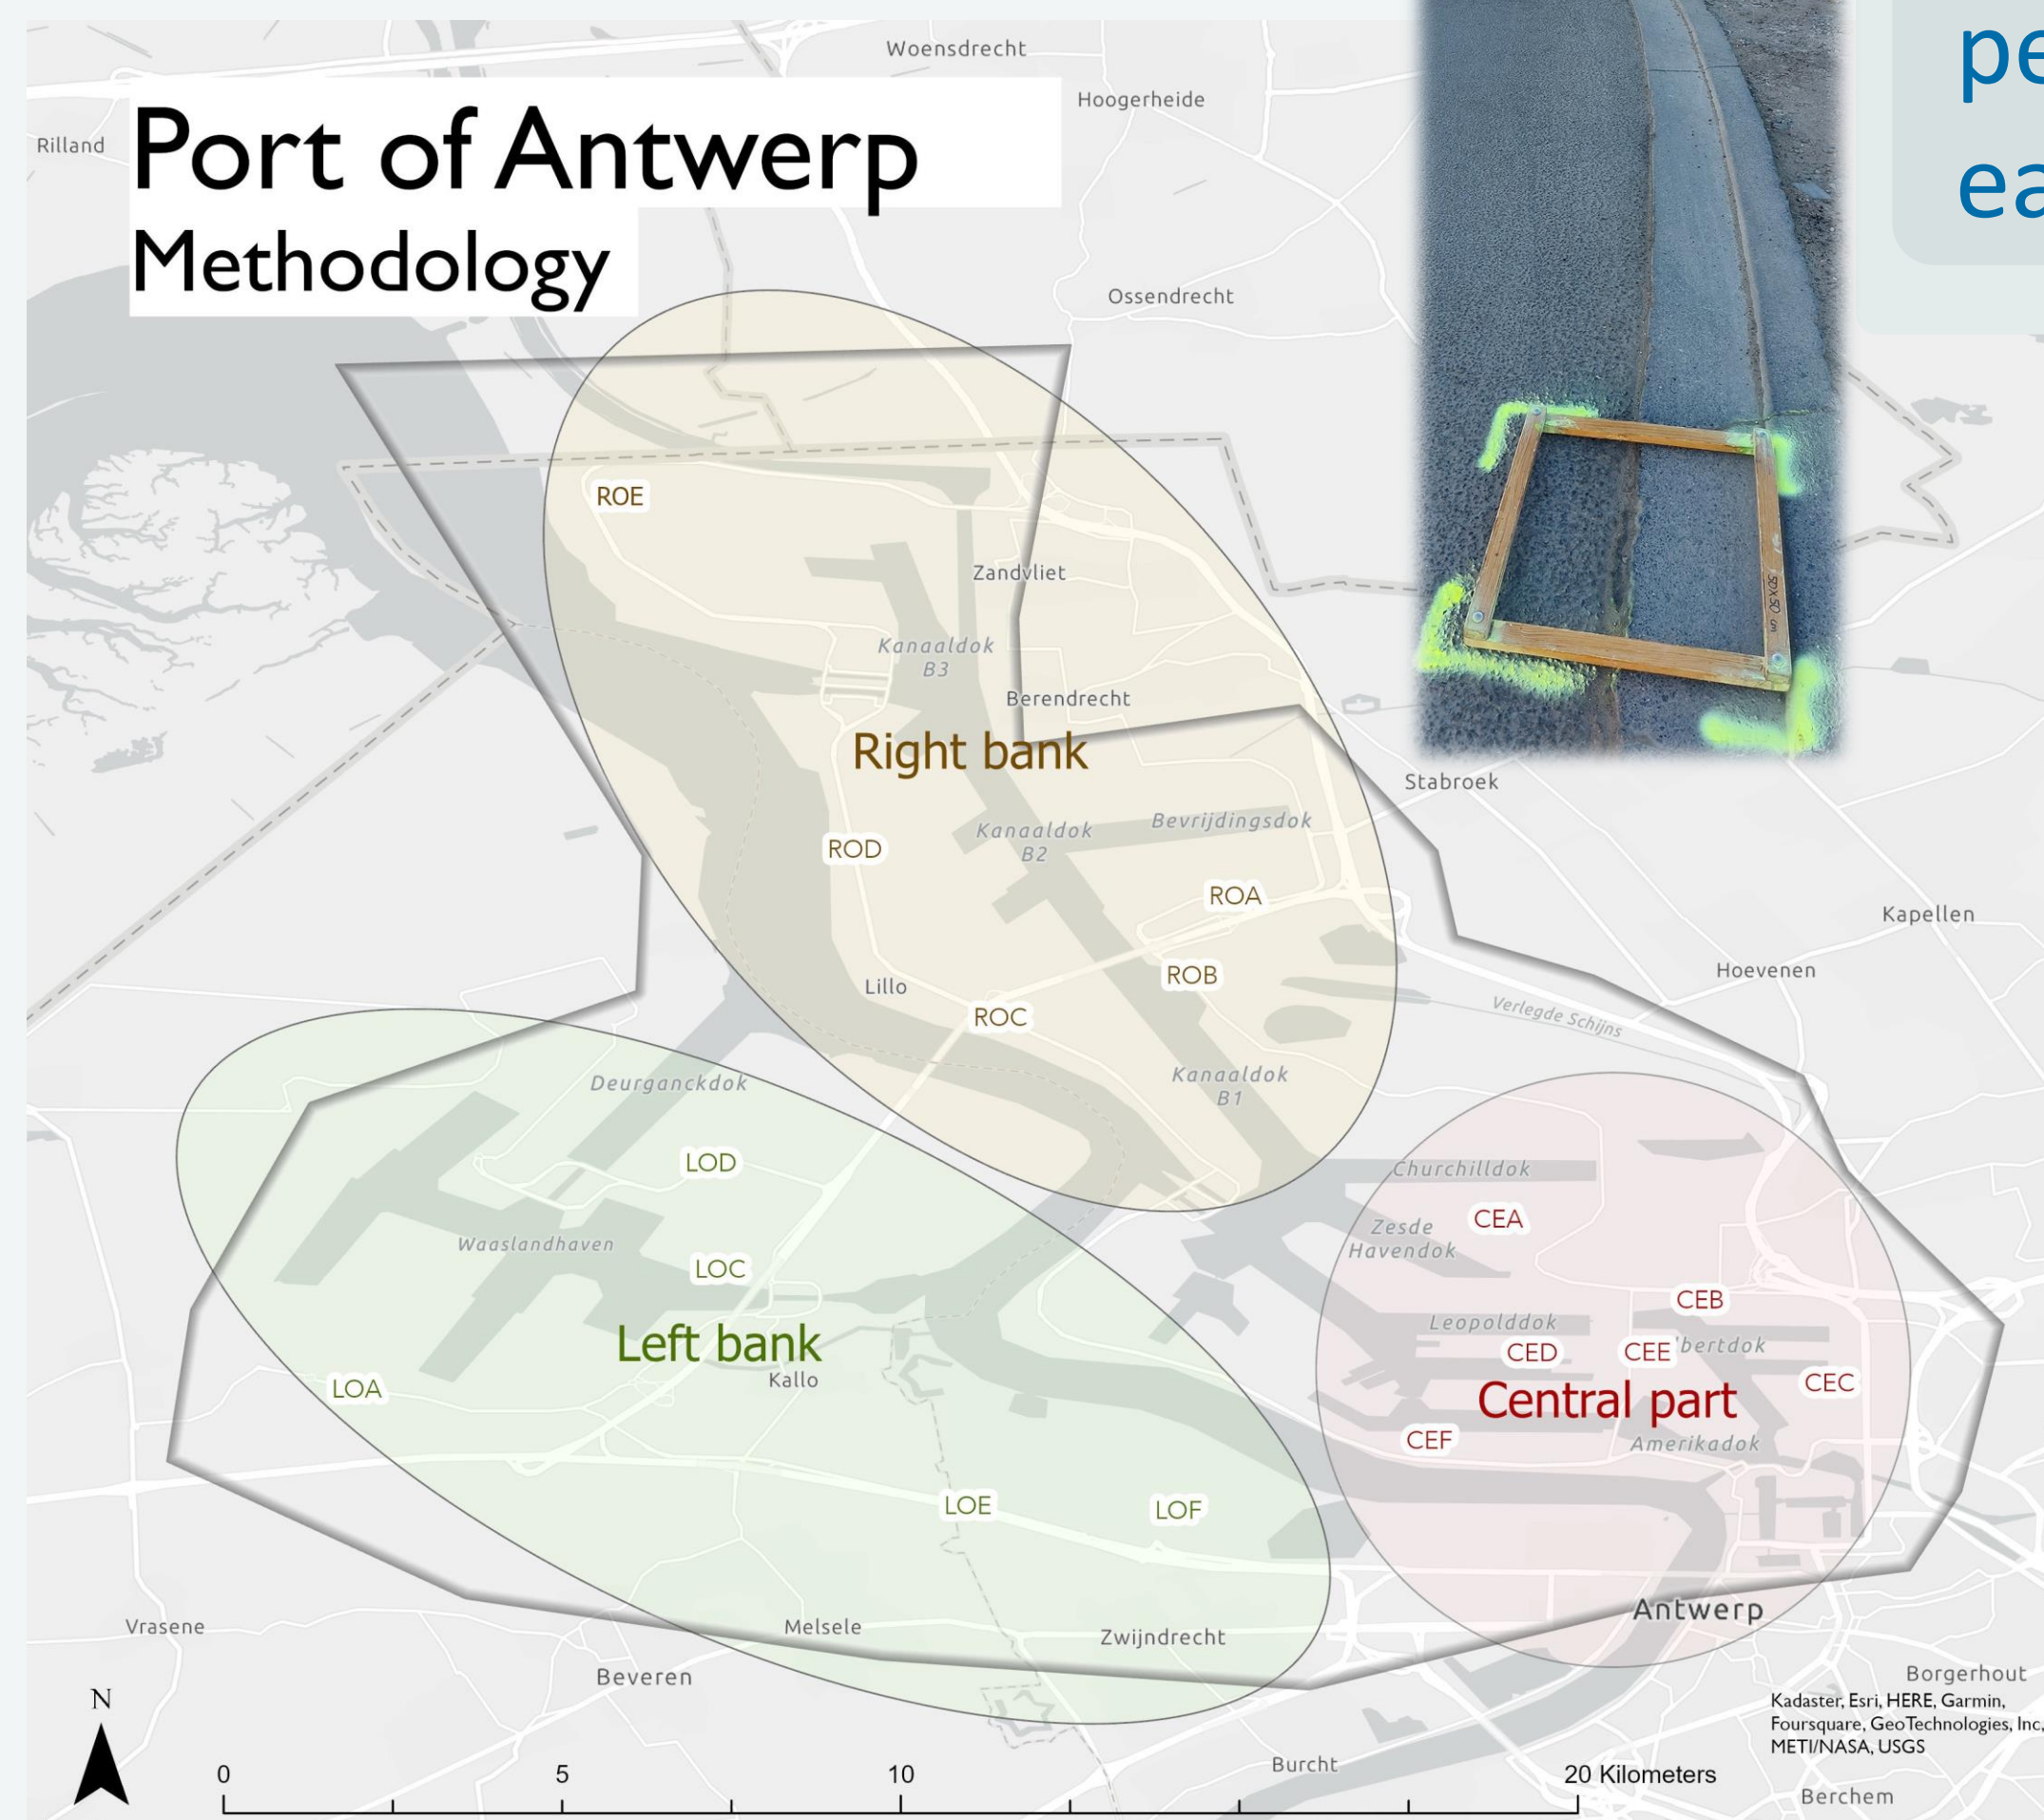 Woensdrecht
pe
ea
Hoogerheide
Rilland
Port of Antwerp
Methodology
Ossendrecht
ROE
Zandvliet
50x50 cm
Kanaaldok
B3
Berendrecht
Right bank
Stabroek
Bevrijdingsdok
Kanaaldok
B2
ROD
ROA
Kapellen
Hoevenen
ROB
Lillo
Verlegde Schijns
ROC
Kanaaldok
B1
Deurganckdok
LOD
Churchilldok
CEA
Zesde
Havendok
Waaslandhaven
LOC
CEB
Leopolddok
Left bank
CED
CEE
bertdok
Kallo
LOA
CEC
Central part
CEF
Amerikadok
LOE
LOF
Antwerp
Vrasene
Melsele
Zwijndrecht
Beveren
Borgerhout
N
Kadaster, Esri, HERE, Garmin,
Foursquare, GeoTechnologies, Inc,
METI/NASA, USGS
Burcht
0 5 10 20 Kilometers
Berchem